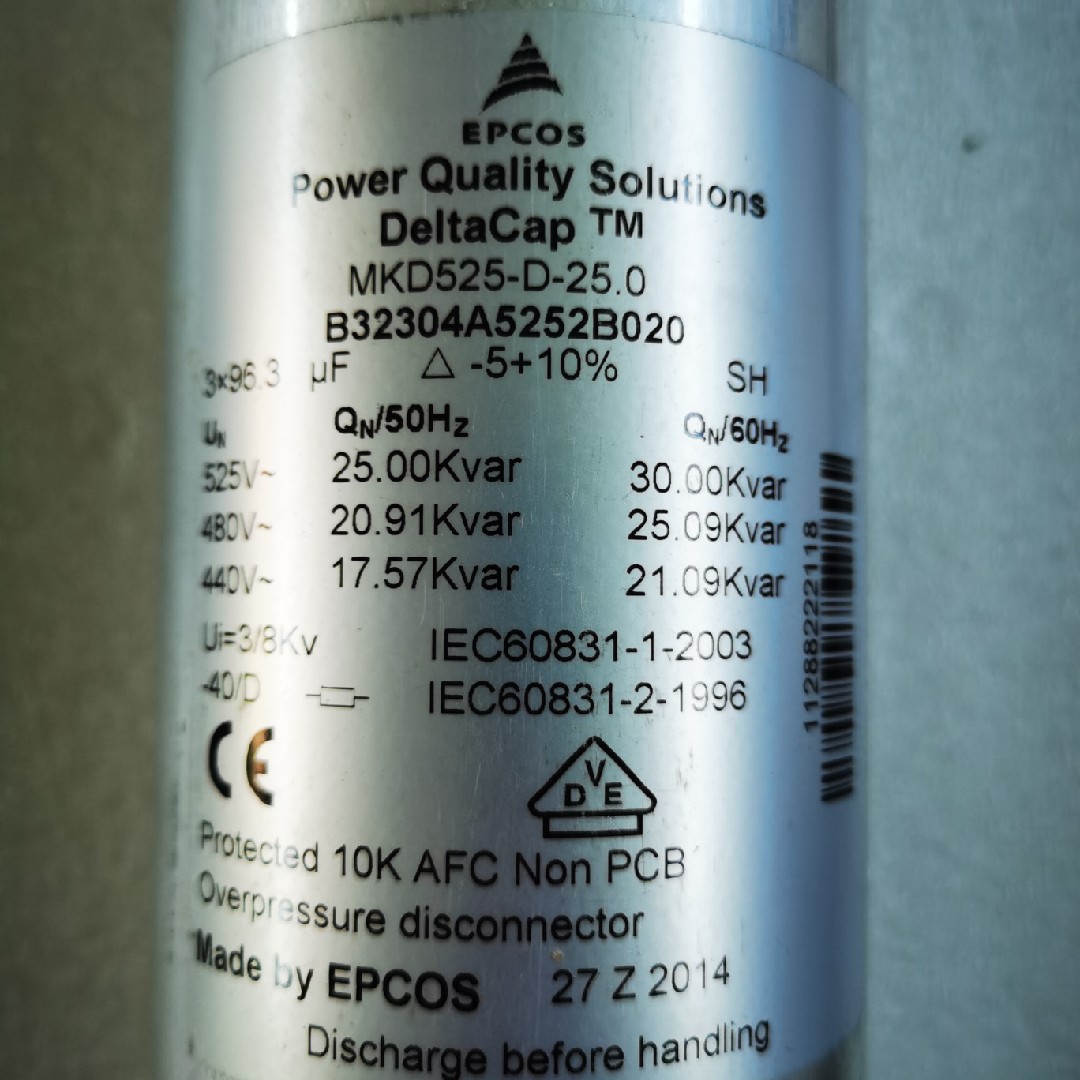 EPCOS
Power Quality Solutions
DeltaCap ™
MKD525-D-25.0
B32304A5252B020
3×96.3 µF △ -5+10% SH
UN QN/50Hz QN/60Hz
525V~ 25.00Kvar 30.00Kvar
480V~ 20.91Kvar 25.09Kvar
440V~ 17.57Kvar 21.09Kvar
Ui=3/8Kv IEC60831-1-2003
-40/D IEC60831-2-1996
11288222118
CE
VDE
Protected 10K AFC Non PCB
Overpressure disconnector
Made by EPCOS 27 Z 2014
Discharge before handling